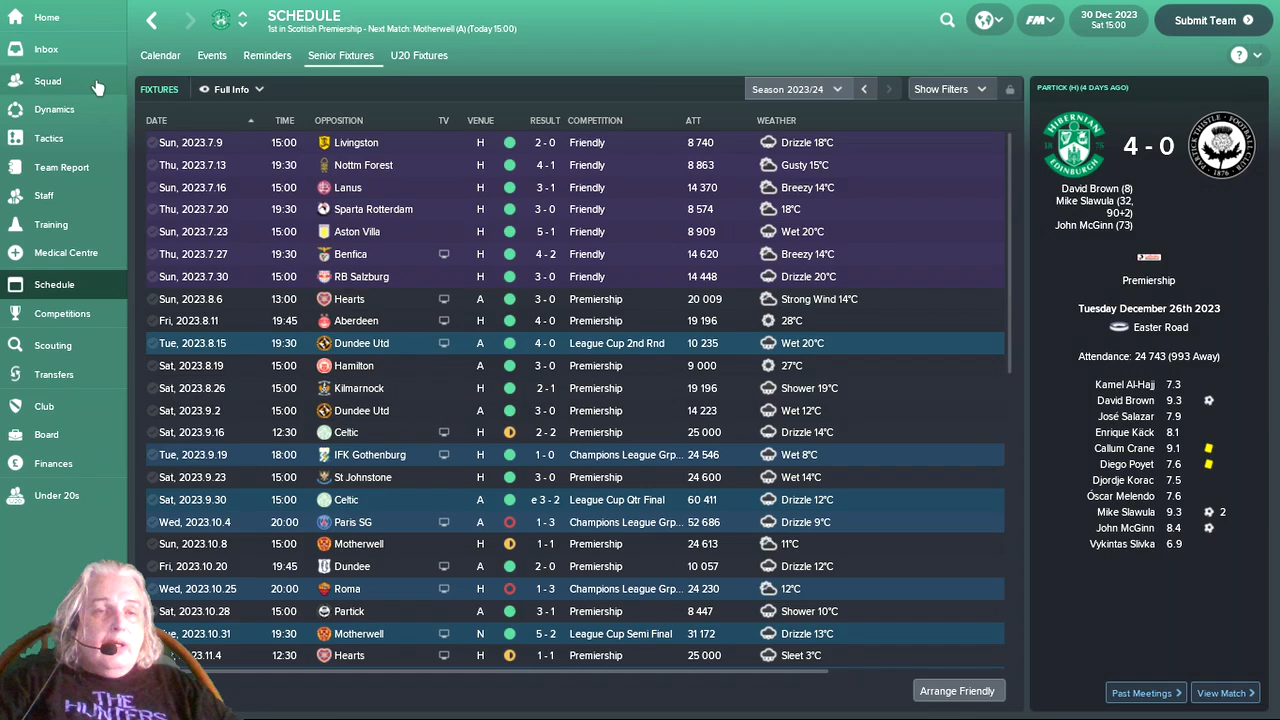 Home
Inbox
Squad
Dynamics
Tactics
Team Report
Staff
Training
Medical Centre
Schedule
Competitions
Scouting
Transfers
Club
Board
Finances
Under 20s
SCHEDULE
1st in Scottish Premiership - Next Match: Motherwell (A) (Today 15:00)
FM
30 Dec 2023
Sat 15:00
Submit Team
Calendar Events Reminders Senior Fixtures U20 Fixtures
?
FIXTURES Full Info Season 2023/24 Show Filters
DATE TIME OPPOSITION TV VENUE RESULT COMPETITION ATT WEATHER
Sun, 2023.7.9 15:00 Livingston H 2 - 0 Friendly 8 740 Drizzle 18°C
Thu, 2023.7.13 19:30 Nottm Forest H 4 - 1 Friendly 8 863 Gusty 15°C
Sun, 2023.7.16 15:00 Lanus H 3 - 1 Friendly 14 370 Breezy 14°C
Thu, 2023.7.20 19:30 Sparta Rotterdam H 3 - 0 Friendly 8 574 18°C
Sun, 2023.7.23 15:00 Aston Villa H 5 - 1 Friendly 8 909 Wet 20°C
Thu, 2023.7.27 19:30 Benfica H 4 - 2 Friendly 14 620 Breezy 14°C
Sun, 2023.7.30 15:00 RB Salzburg H 3 - 0 Friendly 14 448 Drizzle 20°C
Sun, 2023.8.6 13:00 Hearts A 3 - 0 Premiership 20 009 Strong Wind 14°C
Fri, 2023.8.11 19:45 Aberdeen H 4 - 0 Premiership 19 196 28°C
Tue, 2023.8.15 19:30 Dundee Utd A 4 - 0 League Cup 2nd Rnd 10 235 Wet 20°C
Sat, 2023.8.19 15:00 Hamilton A 3 - 0 Premiership 9 000 27°C
Sat, 2023.8.26 15:00 Kilmarnock H 2 - 1 Premiership 19 196 Shower 19°C
Sat, 2023.9.2 15:00 Dundee Utd A 3 - 0 Premiership 14 223 Wet 12°C
Sat, 2023.9.16 12:30 Celtic H 2 - 2 Premiership 25 000 Drizzle 14°C
Tue, 2023.9.19 18:00 IFK Gothenburg H 1 - 0 Champions League Grp... 24 546 Wet 8°C
Sat, 2023.9.23 15:00 St Johnstone H 3 - 0 Premiership 24 600 Wet 14°C
Sat, 2023.9.30 15:00 Celtic A e 3 - 2 League Cup Qtr Final 60 411 Drizzle 12°C
Wed, 2023.10.4 20:00 Paris SG A 1 - 3 Champions League Grp... 52 686 Drizzle 9°C
Sun, 2023.10.8 15:00 Motherwell H 1 - 1 Premiership 24 613 11°C
Fri, 2023.10.20 19:45 Dundee A 2 - 0 Premiership 10 057 Drizzle 12°C
Wed, 2023.10.25 20:00 Roma H 1 - 3 Champions League Grp... 24 230 12°C
Sat, 2023.10.28 15:00 Partick A 3 - 1 Premiership 8 447 Shower 10°C
2023.10.31 19:30 Motherwell N 5 - 2 League Cup Semi Final 31 172 Drizzle 13°C
12:30 Hearts H 1 - 1 Premiership 25 000 Sleet 3°C
Arrange Friendly
PARTICK (H) (4 DAYS AGO)
HIBERNIAN
EDINBURGH
4 - 0
David Brown (8)
Mike Slawula (32,
90+2)
John McGinn (73)
Premiership
Tuesday December 26th 2023
Easter Road
Attendance: 24 743 (993 Away)
Kamel Al-Hajj 7.3
David Brown 9.3
José Salazar 7.9
Enrique Käck 8.1
Callum Crane 9.1
Diego Poyet 7.6
Djordje Korac 7.5
Óscar Melendo 7.6
Mike Slawula 9.3 2
John McGinn 8.4
Vykintas Slivka 6.9
Past Meetings > View Match >
THE
HUNTERS